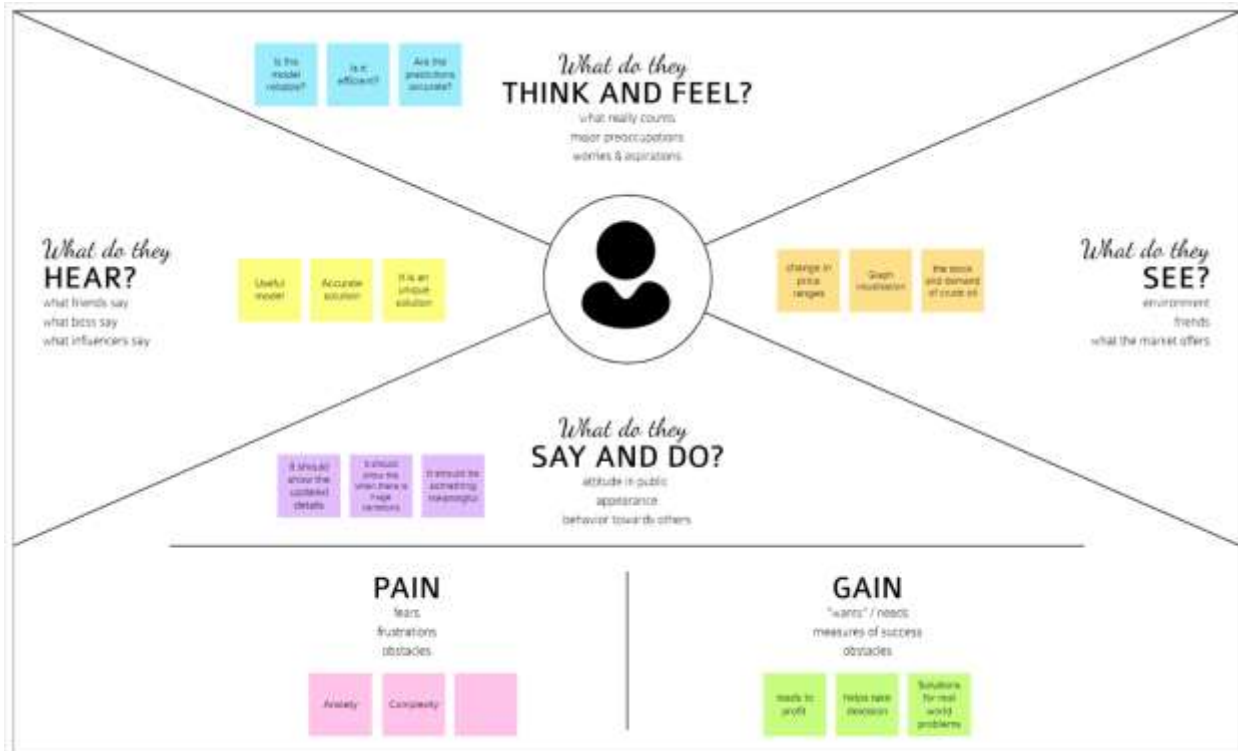 What do they
THINK AND FEEL?
what really counts
major preoccupations
worries & aspirations
Is the
model
reliable?
Is it
efficient?
Are the
predictions
accurate?
What do they
HEAR?
what friends say
what boss say
what influencers say
Useful
model
Accurate
solution
It is an
unique
solution
What do they
SEE?
environment
friends
what the market offers
change in
price
ranges
Graph
visualisation
the stock
and demand
of crude oil
What do they
SAY AND DO?
attitude in public
appearance
behavior towards others
It should
show the
updated
details
It should
show me
when there is
huge
variations
It should be
something
meaningful
PAIN
fears
frustrations
obstacles
Anxiety
Complexity
GAIN
"wants" / needs
measures of success
obstacles
leads to
profit
helps take
Solutions
for real
world
problems